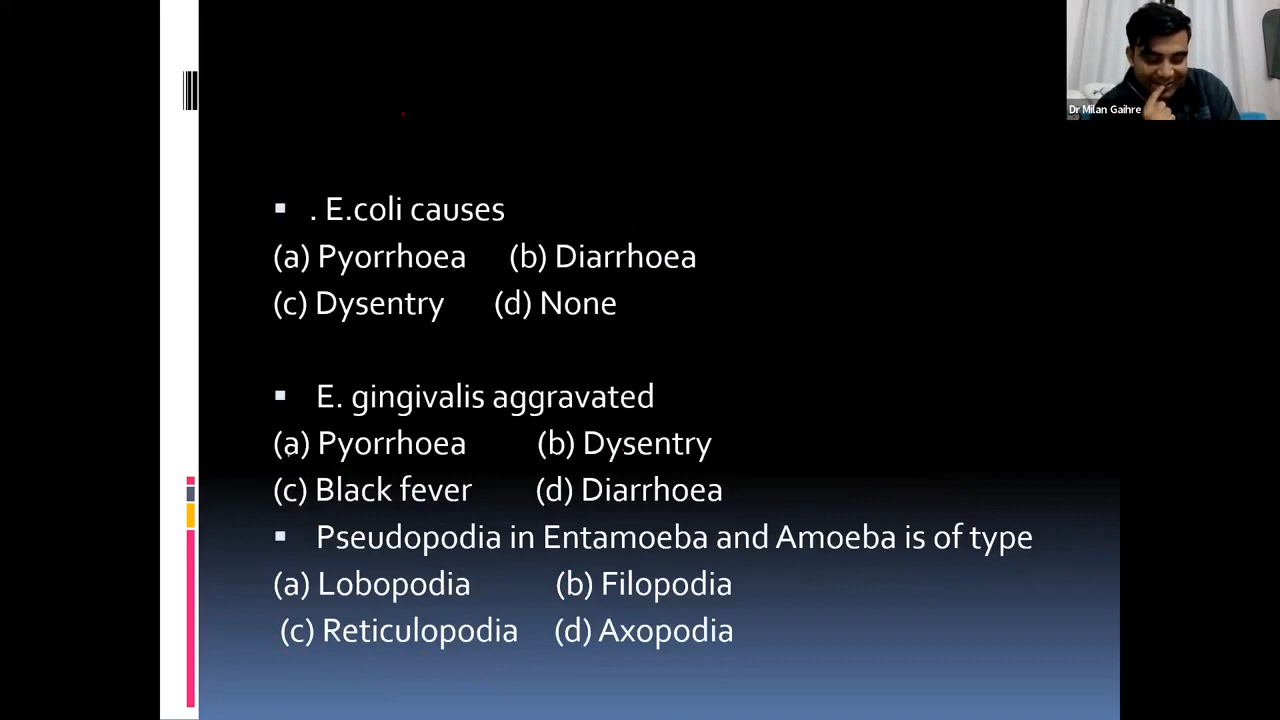 Dr Milan Gaihre
▪ . E.coli causes
(a) Pyorrhoea (b) Diarrhoea
(c) Dysentry (d) None
▪ E. gingivalis aggravated
(a) Pyorrhoea (b) Dysentry
(c) Black fever (d) Diarrhoea
▪ Pseudopodia in Entamoeba and Amoeba is of type
(a) Lobopodia (b) Filopodia
(c) Reticulopodia (d) Axopodia